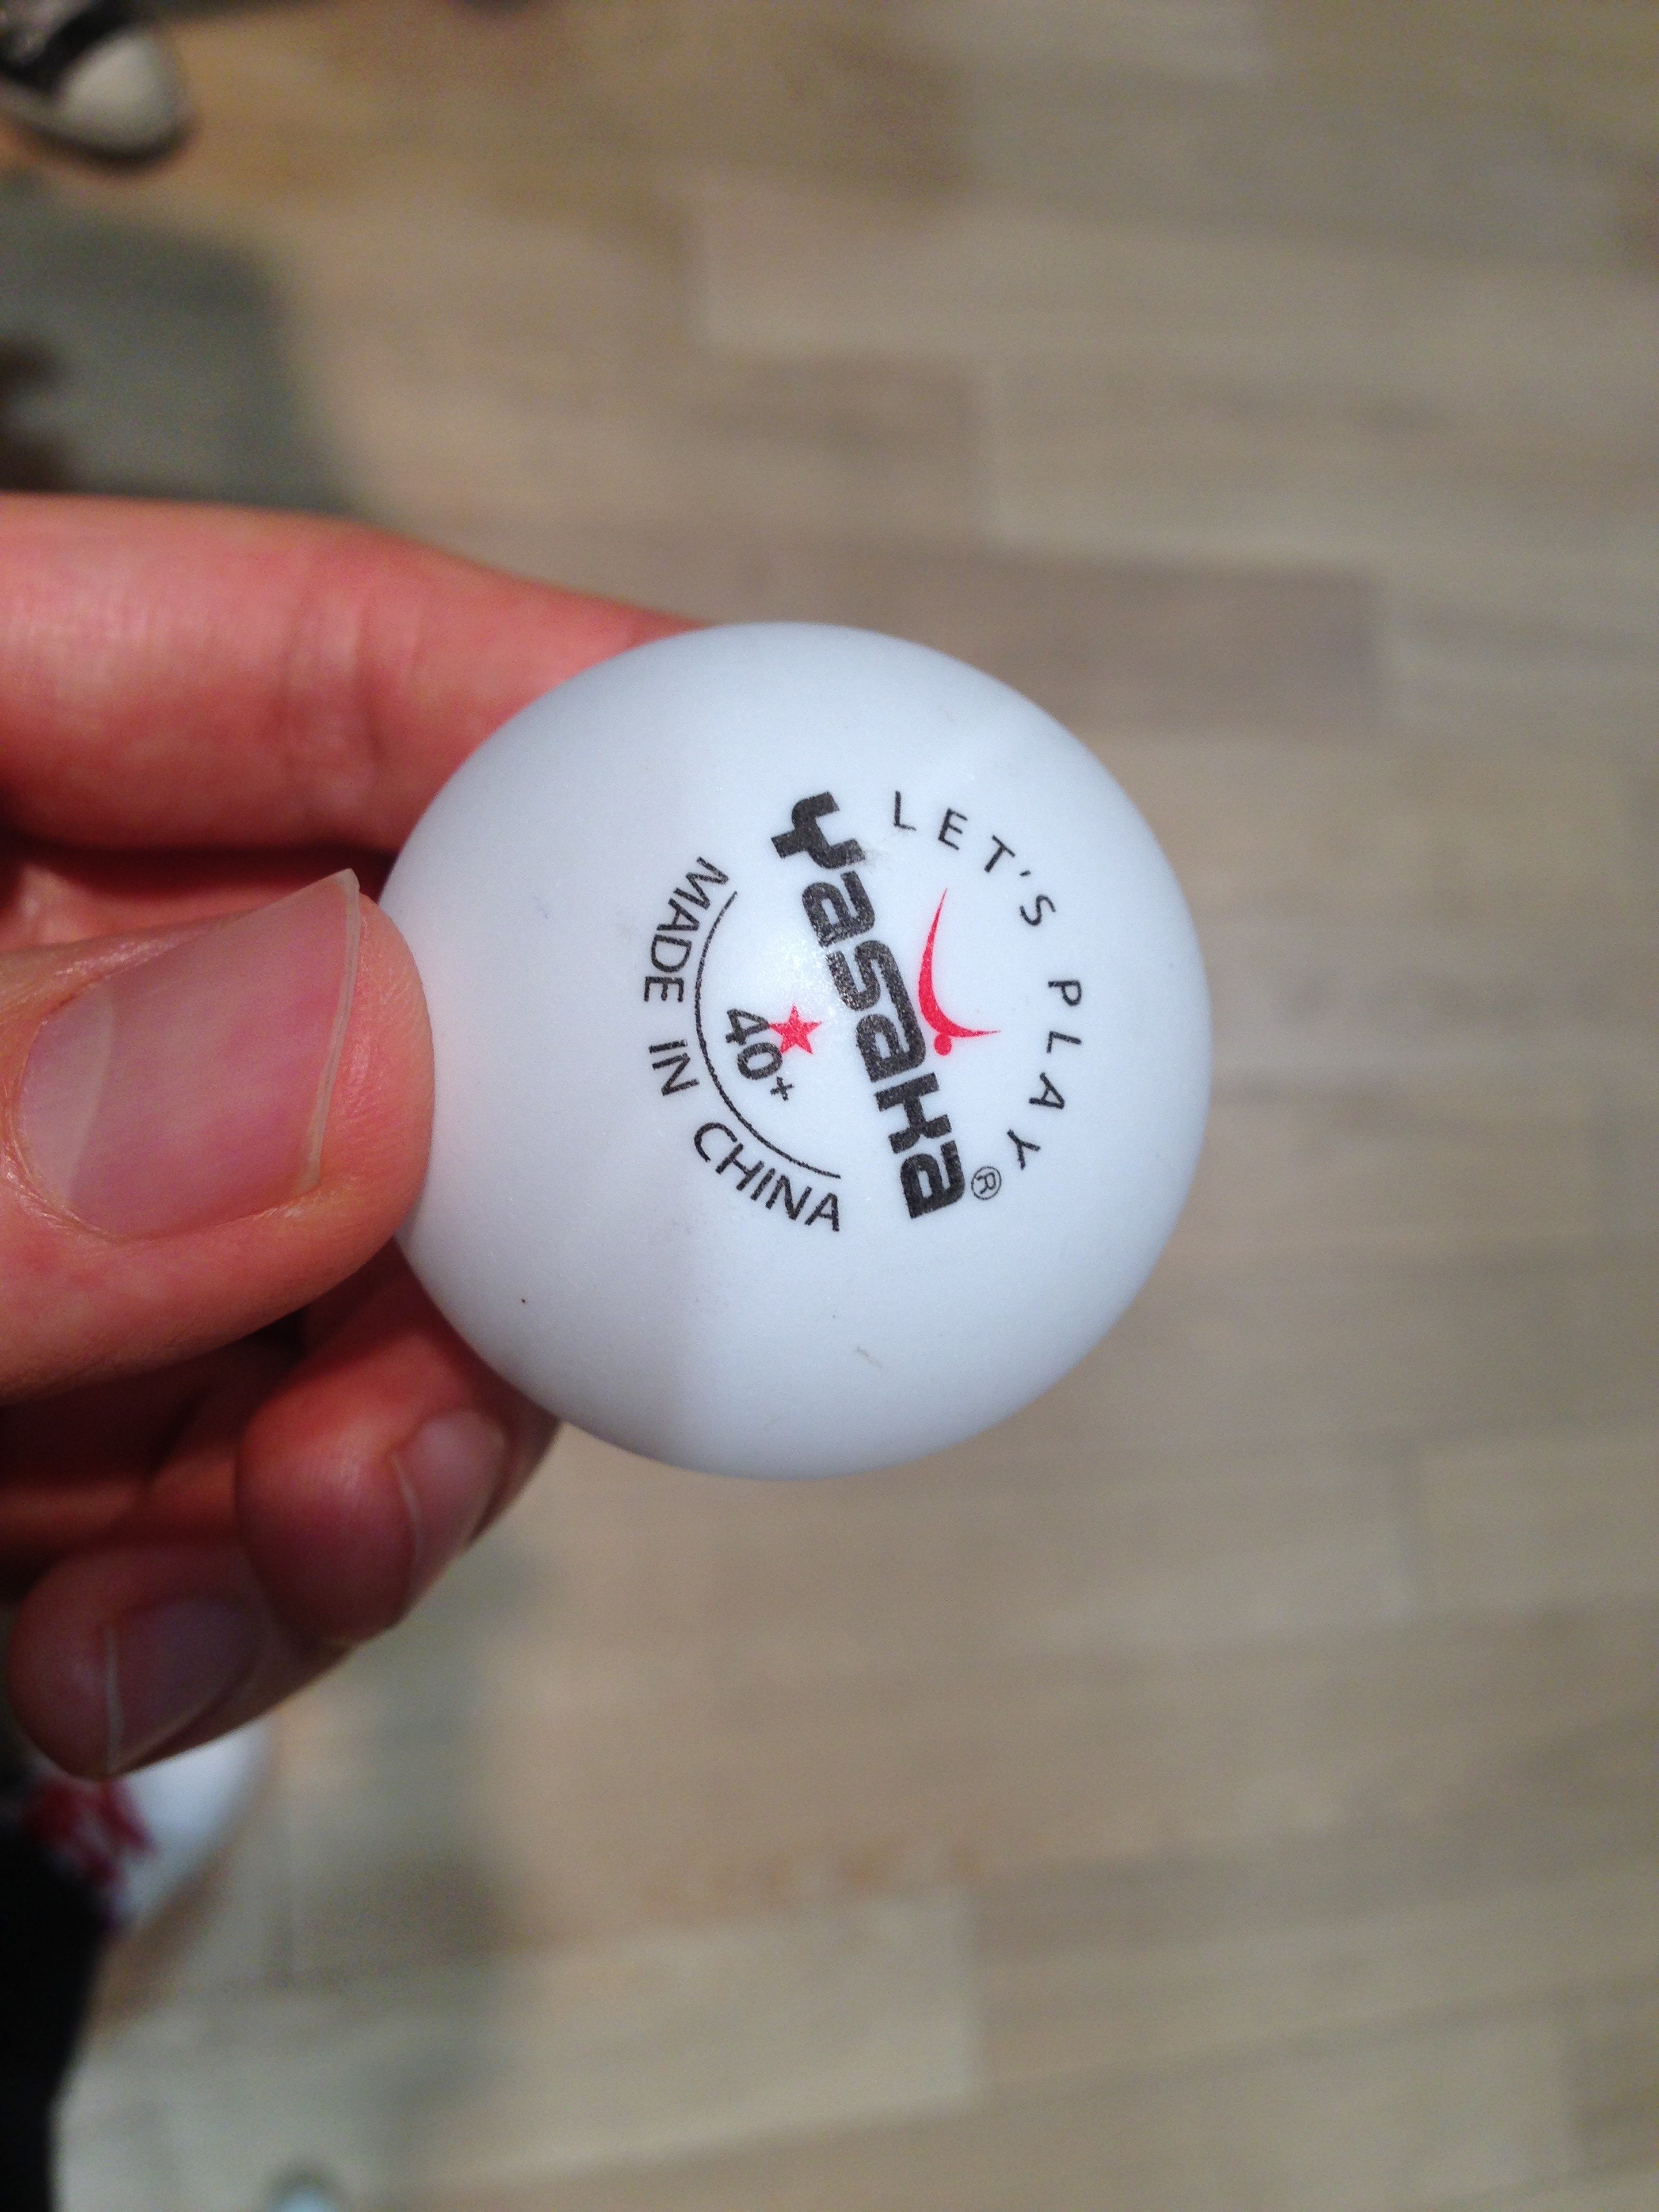 LET'S PLAY
Yasaka®
40+
MADE IN CHINA